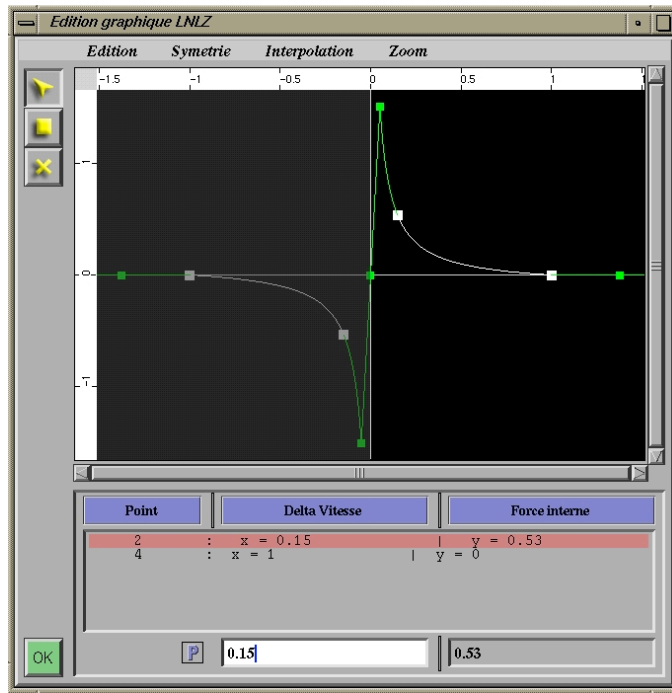 Edition graphique LNLZ
Edition Symetrie Interpolation Zoom
-1.5 -1 -0.5 0 0.5 1 1
1
0
-1
Point Delta Vitesse Force interne
2 : x = 0.15 | y = 0.53
4 : x = 1 | y = 0
P 0.15 0.53
OK